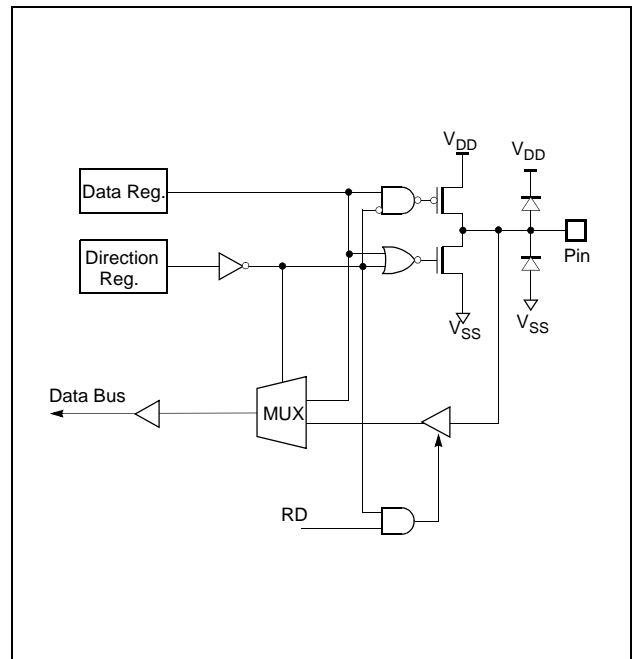 VDD
VDD
Data Reg.
Direction
Reg.
Pin
VSS
VSS
Data Bus
MUX
RD